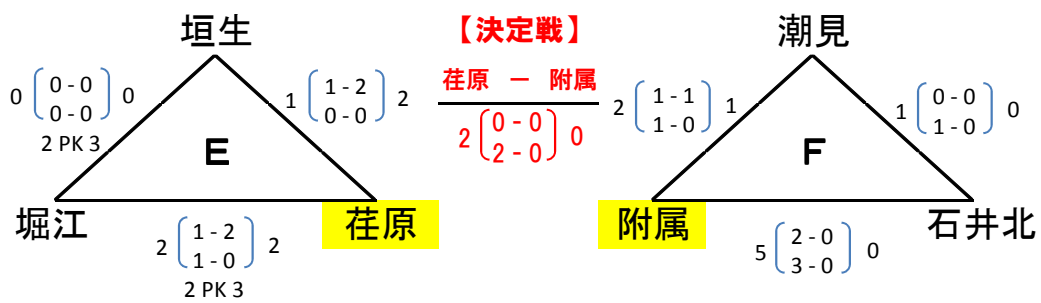 垣生
0 0-0 0-0 0
2 PK 3
1 1-2 0-0 2
E
堀江
荏原
2 1-2 1-0 2
2 PK 3
【決定戦】
荏原 － 附属
2 0-0 2-0 0
潮見
2 1-1 1-0 1
1 0-0 1-0 0
F
附属
石井北
5 2-0 3-0 0